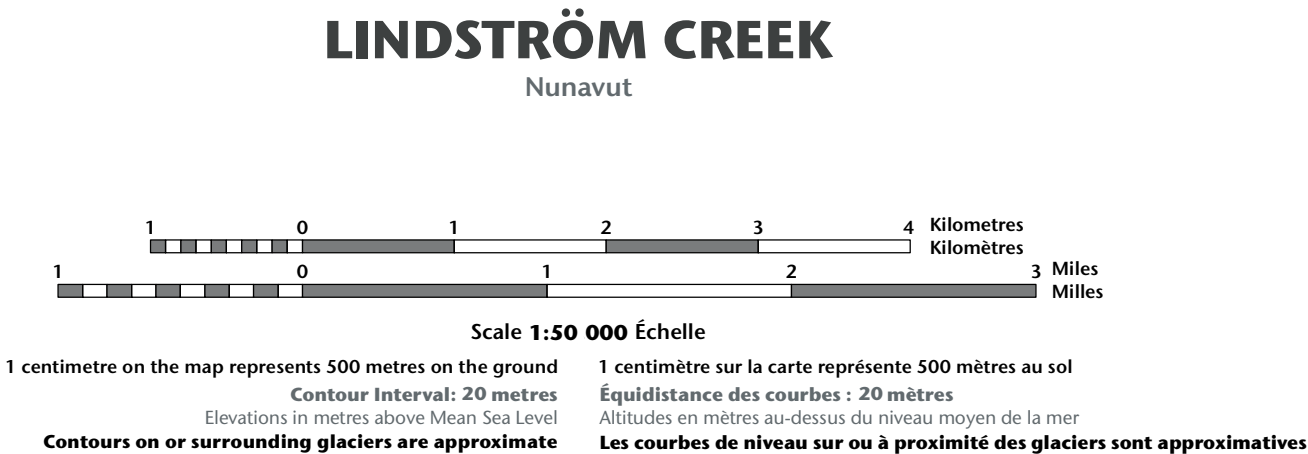 LINDSTRÖM CREEK
Nunavut
1 0 1 2 3 4 Kilometres
Kilomètres
1 0 1 2 3 Miles
Milles
Scale 1:50 000 Échelle
1 centimetre on the map represents 500 metres on the ground
Contour Interval: 20 metres
Elevations in metres above Mean Sea Level
Contours on or surrounding glaciers are approximate
1 centimètre sur la carte représente 500 mètres au sol
Équidistance des courbes : 20 mètres
Altitudes en mètres au-dessus du niveau moyen de la mer
Les courbes de niveau sur ou à proximité des glaciers sont approximatives